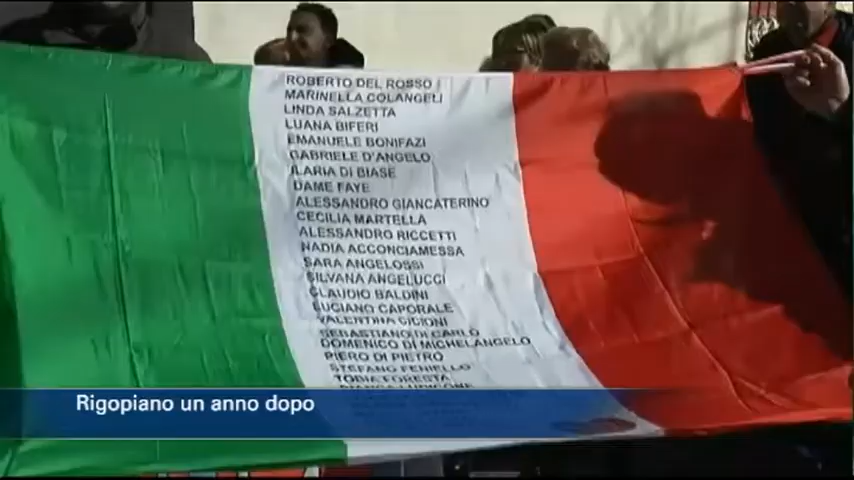 ROBERTO DEL ROSSO
MARINELLA COLANGELI
LINDA SALZETTA
LUANA BIFERI
EMANUELE BONIFAZI
GABRIELE D'ANGELO
ILARIA DI BIASE
DAME FAYE
ALESSANDRO GIANCATERINO
CECILIA MARTELLA
ALESSANDRO RICCETTI
NADIA ACCONCIAMESSA
SARA ANGELOSSI
SILVANA ANGELUCCI
CLAUDIO BALDINI
LUCIANO CAPORALE
VALENTINA CICIONI
SEBASTIANO DI CARLO
DOMENICO DI MICHELANGELO
PIERO DI PIETRO
STEFANO FENIELLO
TOBIA FORESTA
Rigopiano un anno dopo